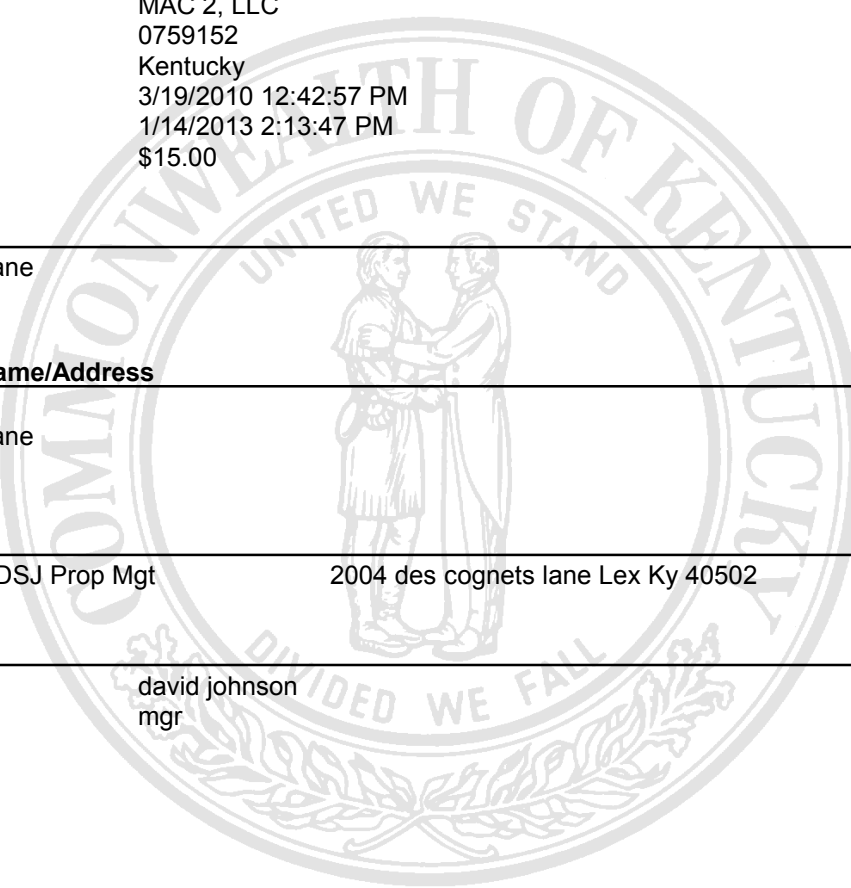 MAC 2, LLC
0759152
Kentucky
3/19/2010 12:42:57 PM
1/14/2013 2:13:47 PM
$15.00
COMMONWEALTH OF KENTUCKY
UNITED WE STAND
ane
ame/Address
ane
DSJ Prop Mgt 2004 des cognets lane Lex Ky 40502
DIVIDED WE FALL
david johnson
mgr